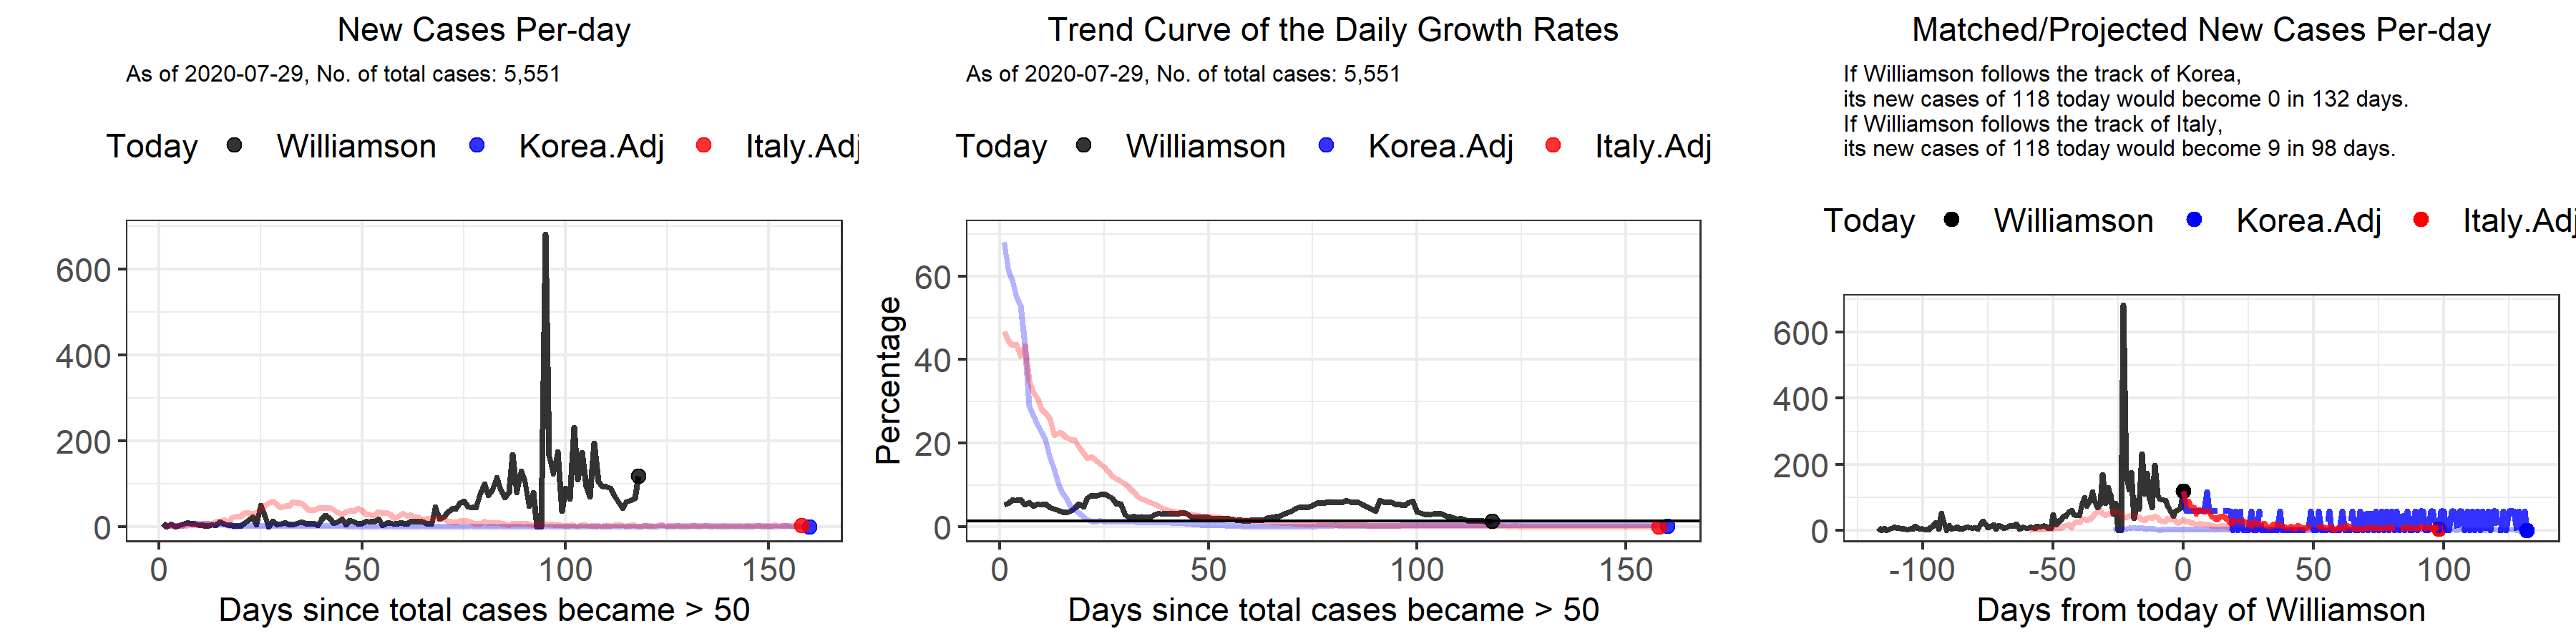 New Cases Per-day
As of 2020-07-29, No. of total cases: 5,551
Today Williamson Korea.Adj Italy.Adj
600
400
200
0
0 50 100 150
Days since total cases became > 50
Trend Curve of the Daily Growth Rates
As of 2020-07-29, No. of total cases: 5,551
Today Williamson Korea.Adj Italy.Adj
Percentage
60
40
20
0
0 50 100 150
Days since total cases became > 50
Matched/Projected New Cases Per-day
If Williamson follows the track of Korea,
its new cases of 118 today would become 0 in 132 days.
If Williamson follows the track of Italy,
its new cases of 118 today would become 9 in 98 days.
Today Williamson Korea.Adj Italy.Adj
600
400
200
0
-100 -50 0 50 100
Days from today of Williamson